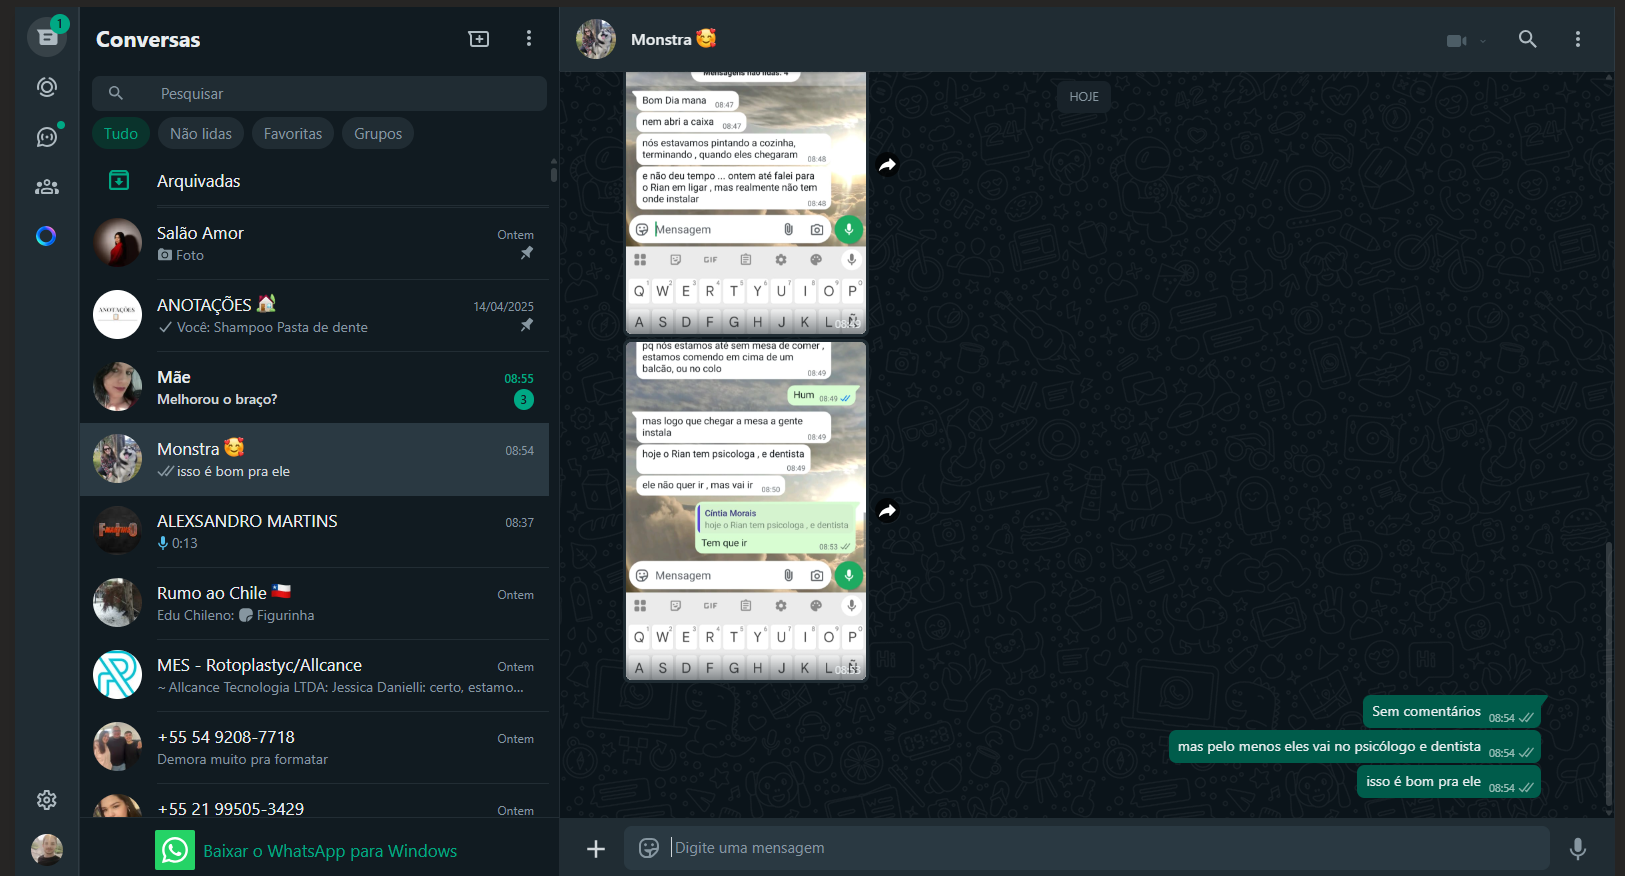 1
Conversas
Pesquisar
Tudo
Não lidas
Favoritas
Grupos
Arquivadas
Salão Amor
Ontem
Foto
ANOTAÇÕES
14/04/2025
Você: Shampoo Pasta de dente
Mãe
08:55
Melhorou o braço?
3
Monstra
08:54
isso é bom pra ele
ALEXSANDRO MARTINS
08:37
0:13
Rumo ao Chile
Ontem
Edu Chileno: Figurinha
MES - Rotoplastyc/Allcance
Ontem
~ Allcance Tecnologia LTDA: Jessica Danielli: certo, estamo...
+55 54 9208-7718
Ontem
Demora muito pra formatar
+55 21 99505-3429
Ontem
Baixar o WhatsApp para Windows
Monstra
HOJE
Mensagens não lidas: 4
Bom Dia mana 08:47
nem abri a caixa 08:47
nós estavamos pintando a cozinha,
terminando , quando eles chegaram 08:48
e não deu tempo ... ontem até falei para
o Rian em ligar , mas realmente não tem
onde instalar 08:48
Mensagem
GIF
Q W E R T Y U I O P
A S D F G H J K L Ñ
08:49
pq nós estamos até sem mesa de comer ,
estamos comendo em cima de um
balcão, ou no colo 08:49
Hum 08:49
mas logo que chegar a mesa a gente
instala 08:49
hoje o Rian tem psicologa , e dentista
08:49
ele não quer ir , mas vai ir 08:50
Cíntia Morais
hoje o Rian tem psicologa , e dentista
Tem que ir 08:53
Mensagem
GIF
Q W E R T Y U I O P
A S D F G H J K L Ñ
08:53
Sem comentários 08:54
mas pelo menos eles vai no psicólogo e dentista 08:54
isso é bom pra ele 08:54
Digite uma mensagem